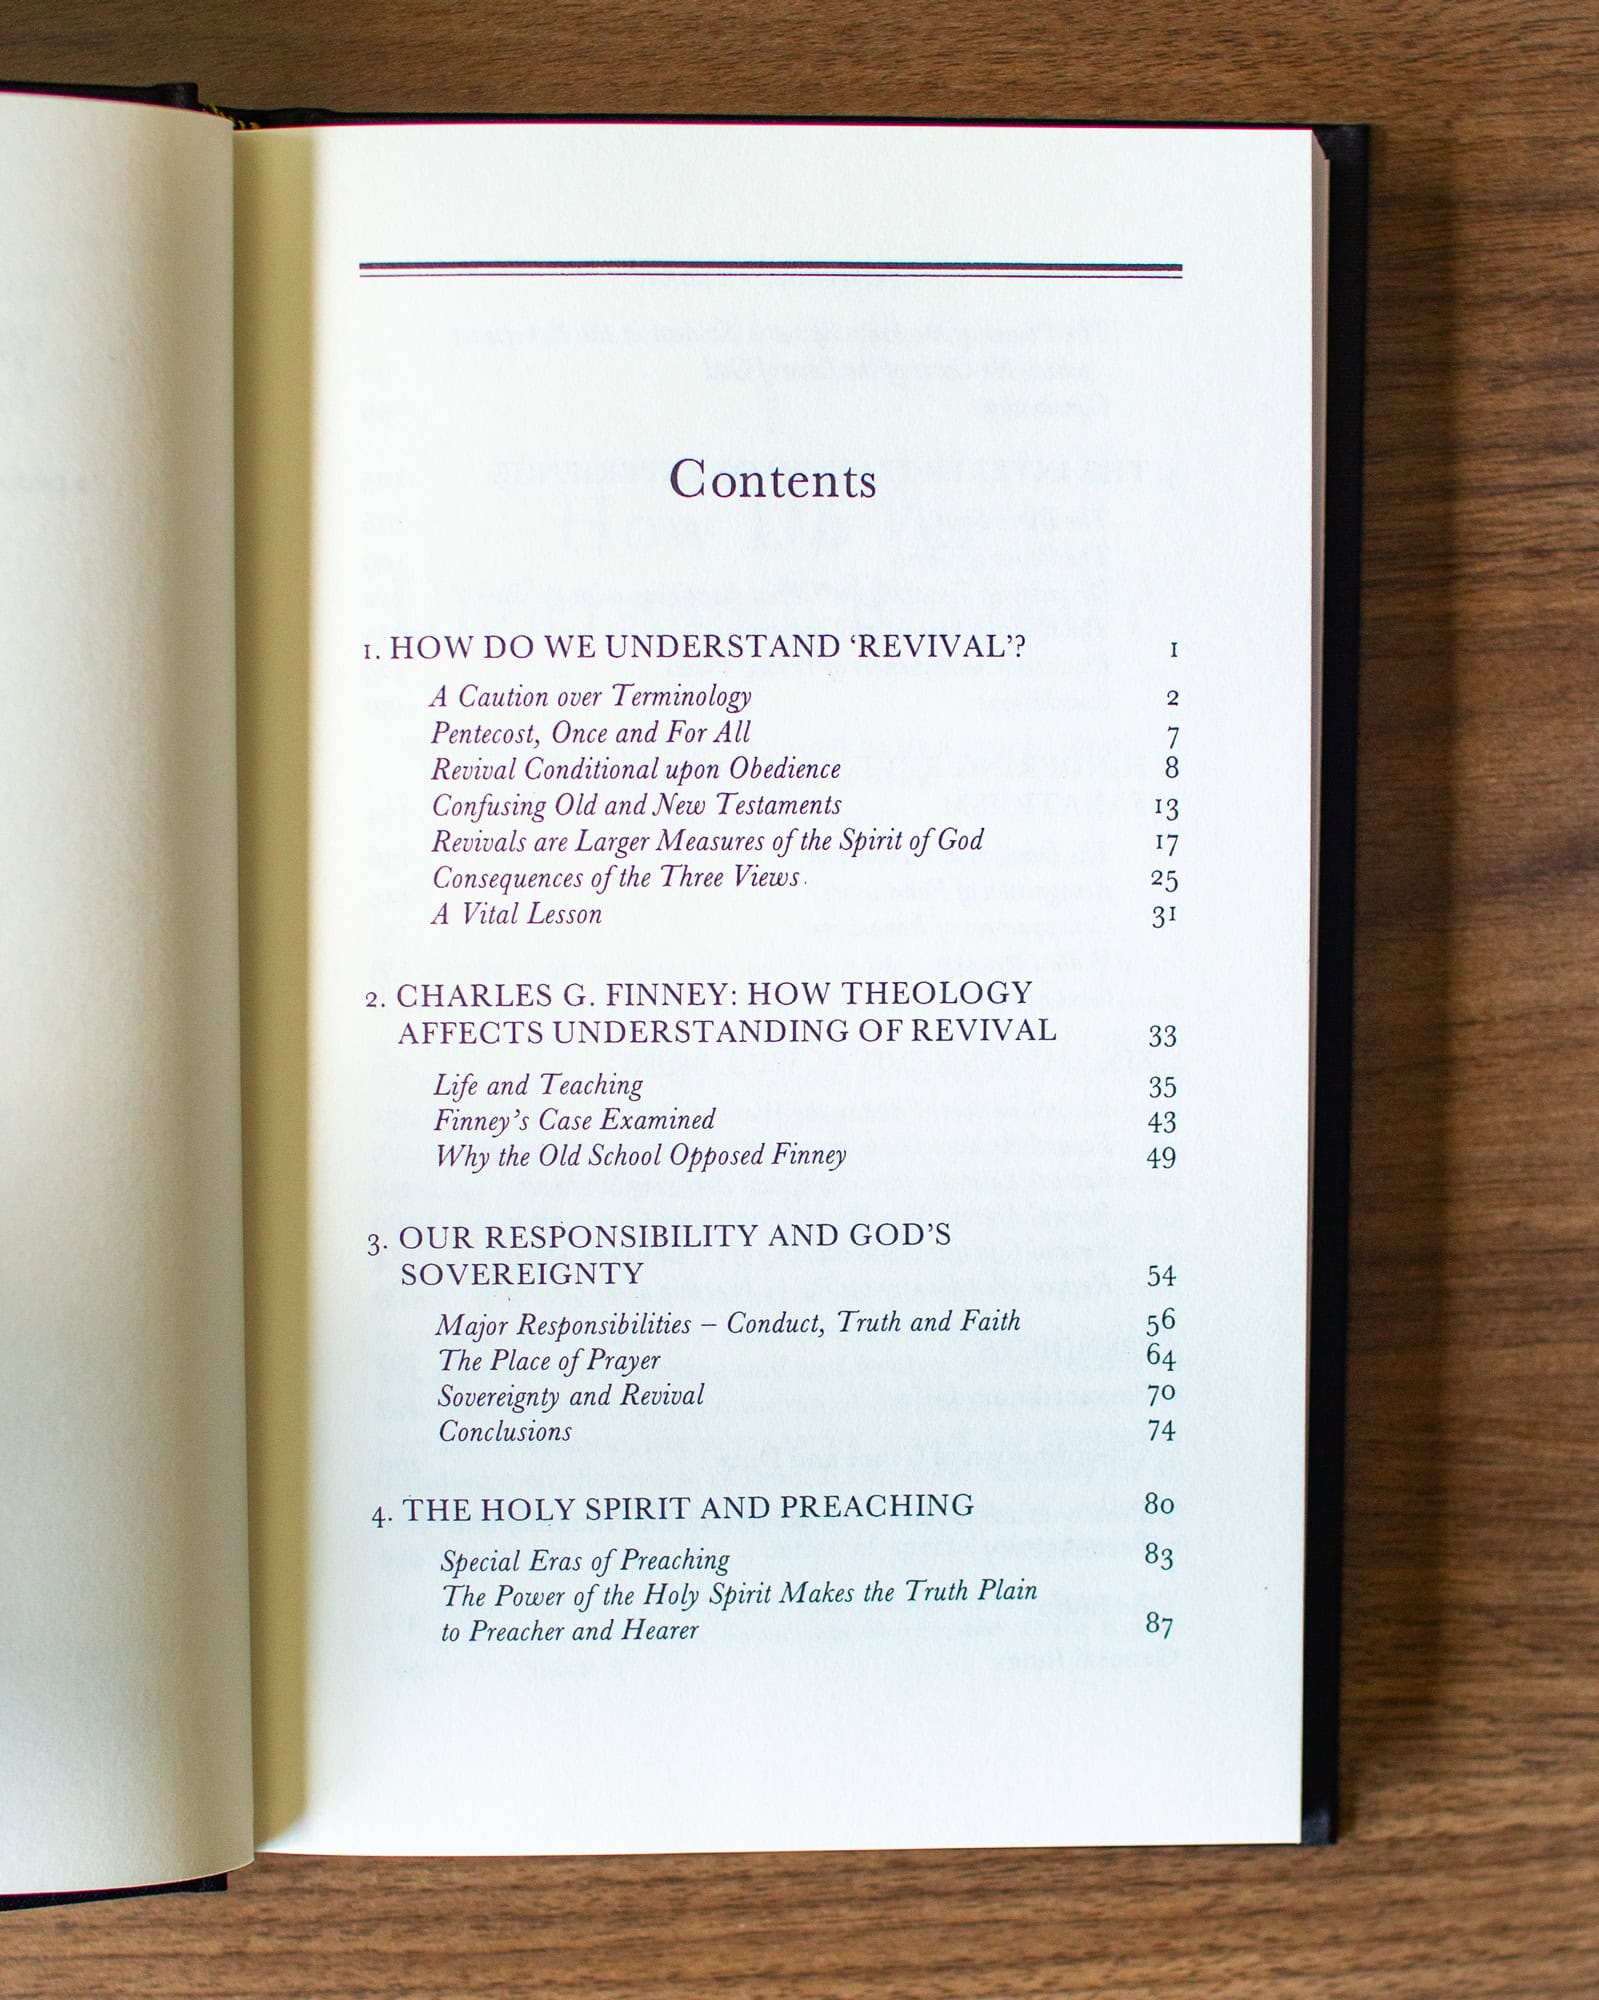 Contents
1. HOW DO WE UNDERSTAND ‘REVIVAL’? 1
A Caution over Terminology 2
Pentecost, Once and For All 7
Revival Conditional upon Obedience 8
Confusing Old and New Testaments 13
Revivals are Larger Measures of the Spirit of God 17
Consequences of the Three Views 25
A Vital Lesson 31
2. CHARLES G. FINNEY: HOW THEOLOGY
AFFECTS UNDERSTANDING OF REVIVAL 33
Life and Teaching 35
Finney’s Case Examined 43
Why the Old School Opposed Finney 49
3. OUR RESPONSIBILITY AND GOD’S
SOVEREIGNTY 54
Major Responsibilities – Conduct, Truth and Faith 56
The Place of Prayer 64
Sovereignty and Revival 70
Conclusions 74
4. THE HOLY SPIRIT AND PREACHING 80
Special Eras of Preaching 83
The Power of the Holy Spirit Makes the Truth Plain
to Preacher and Hearer 87